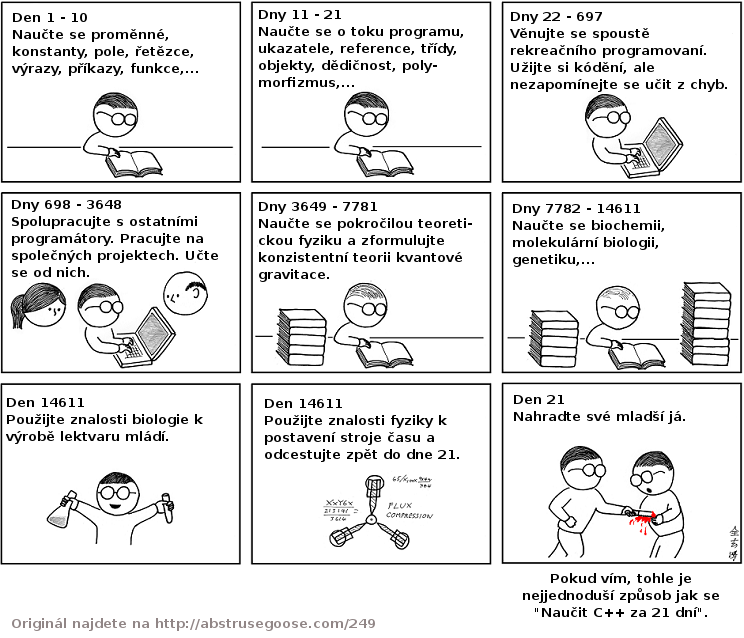 Den 1 - 10
Naučte se proměnné,
konstanty, pole, řetězce,
výrazy, příkazy, funkce,...
Dny 11 - 21
Naučte se o toku programu,
ukazatele, reference, třídy,
objekty, dědičnost, poly-
morfizmus,...
Dny 22 - 697
Věnujte se spoustě
rekreačního programovaní.
Užijte si kódění, ale
nezapomínejte se učit z chyb.
Dny 698 - 3648
Spolupracujte s ostatními
programátory. Pracujte na
společných projektech. Učte
se od nich.
Dny 3649 - 7781
Naučte se pokročilou teoreti-
ckou fyziku a zformulujte
konzistentní teorii kvantové
gravitace.
Dny 7782 - 14611
Naučte se biochemii,
molekulární biologii,
genetiku,...
Den 14611
Použijte znalosti biologie k
výrobě lektvaru mládí.
Den 14611
Použijte znalosti fyziky k
postavení stroje času a
odcestujte zpět do dne 21.
FLUX
COMPRESSION
Den 21
Nahraďte své mladší já.
Pokud vím, tohle je
nejjednoduší způsob jak se
"Naučit C++ za 21 dní".
Originál najdete na http://abstrusegoose.com/249